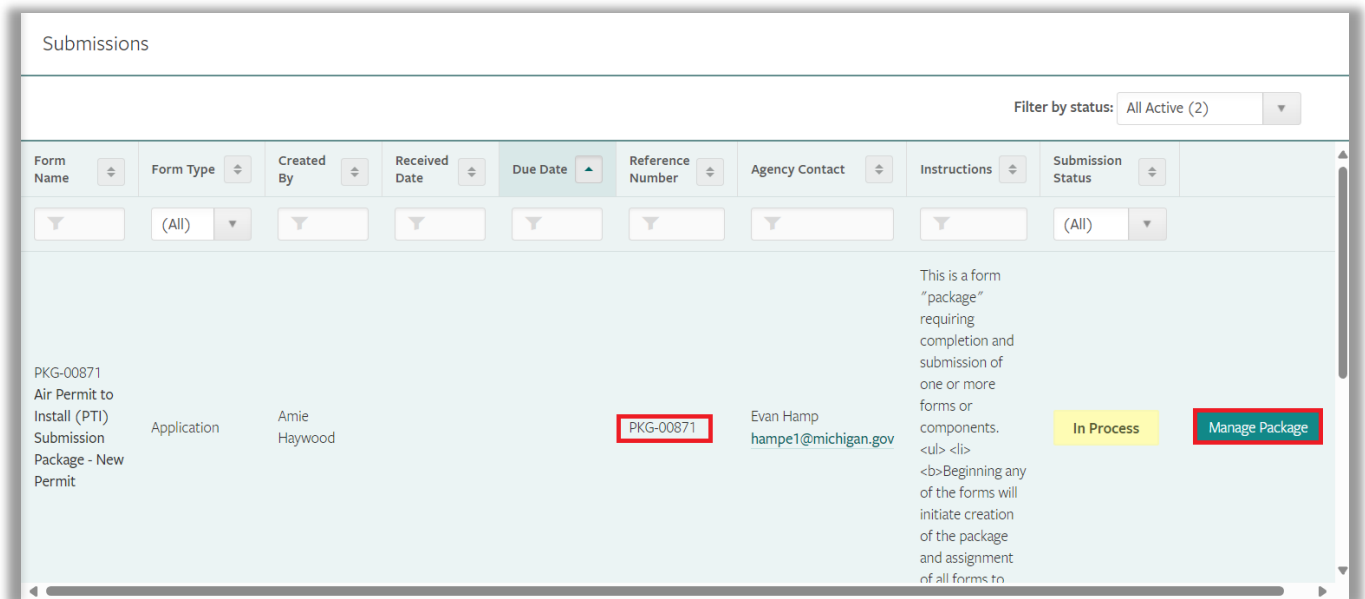 Submissions
Filter by status: All Active (2)
Form
Name
Form Type
Created
By
Received
Date
Due Date
Reference
Number
Agency Contact
Instructions
Submission
Status
(All)
(All)
PKG-00871
Air Permit to
Install (PTI)
Submission
Package - New
Permit
Application
Amie
Haywood
PKG-00871
Evan Hamp
hampe1@michigan.gov
This is a form
"package"
requiring
completion and
submission of
one or more
forms or
components.
<ul> <li>
<b>Beginning any
of the forms will
initiate creation
of the package
and assignment
of all forms to
In Process
Manage Package